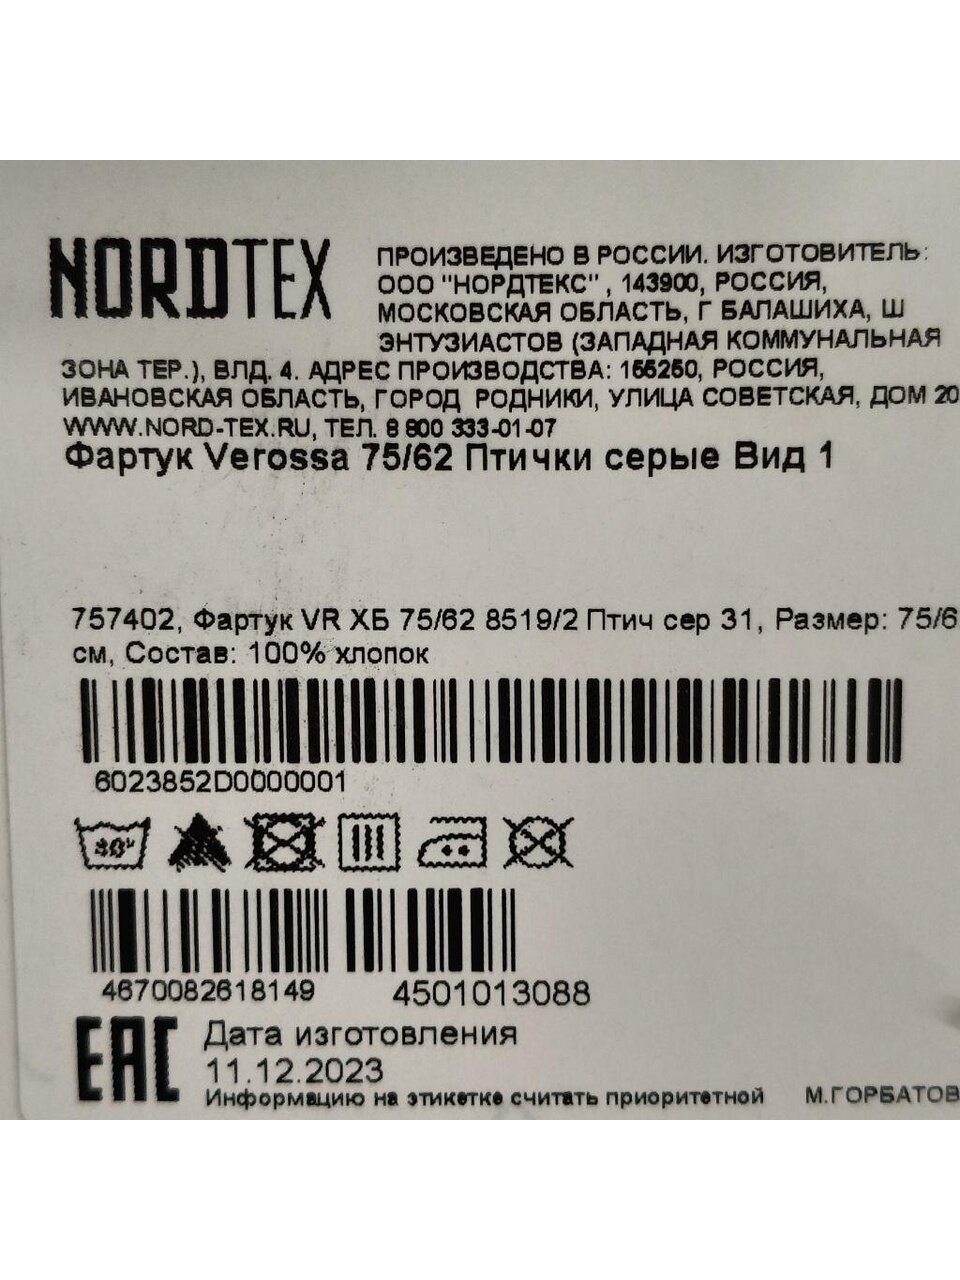 NORDTEX
ПРОИЗВЕДЕНО В РОССИИ. ИЗГОТОВИТЕЛЬ:
ООО "НОРДТЕКС" , 143900, РОССИЯ,
МОСКОВСКАЯ ОБЛАСТЬ, Г БАЛАШИХА, Ш
ЭНТУЗИАСТОВ (ЗАПАДНАЯ КОММУНАЛЬНАЯ
ЗОНА ТЕР.), ВЛД. 4. АДРЕС ПРОИЗВОДСТВА: 155250, РОССИЯ,
ИВАНОВСКАЯ ОБЛАСТЬ, ГОРОД РОДНИКИ, УЛИЦА СОВЕТСКАЯ, ДОМ 20
WWW.NORD-TEX.RU, ТЕЛ. 8 800 333-01-07
Фартук Verossa 75/62 Птички серые Вид 1
757402, Фартук VR ХБ 75/62 8519/2 Птич сер 31, Размер: 75/6
см, Состав: 100% хлопок
6023852D0000001
40°
4670082618149
4501013088
EAC
Дата изготовления
11.12.2023
Информацию на этикетке считать приоритетной
М.ГОРБАТОВ